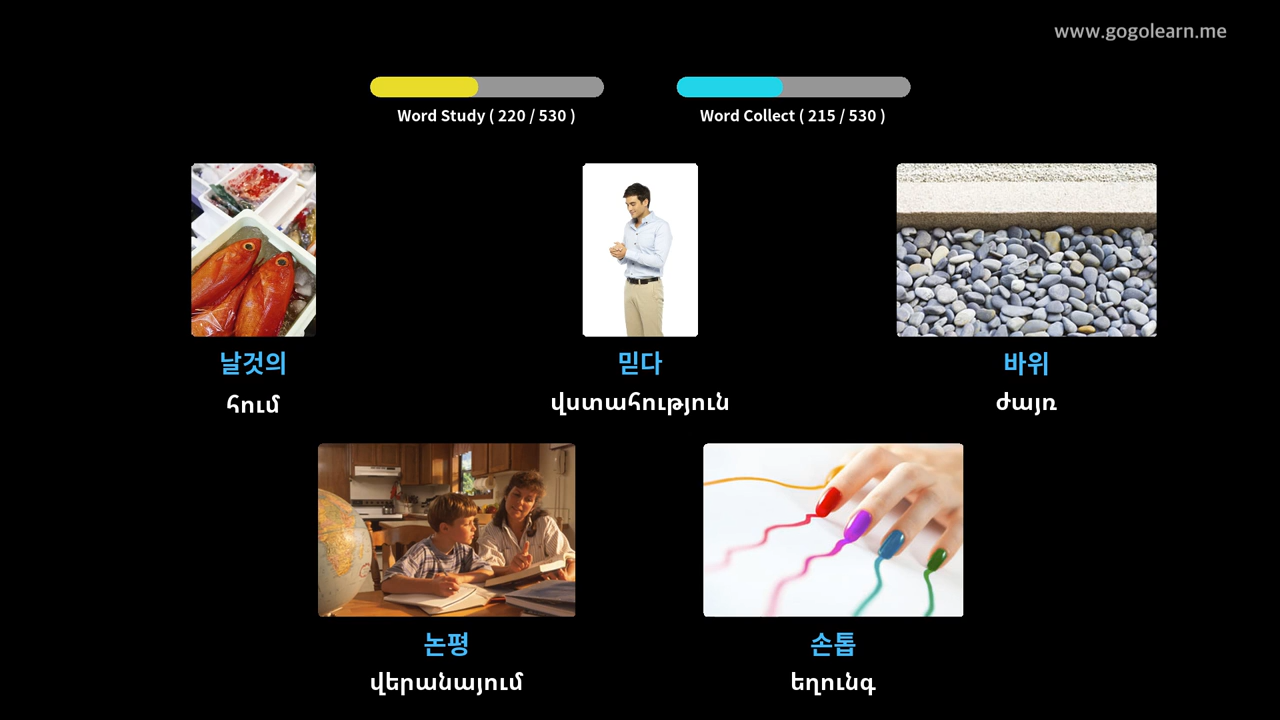 www.gogolearn.me
Word Study ( 220 / 530 )
Word Collect ( 215 / 530 )
날것의
հում
믿다
վստահություն
바위
ժայռ
논평
վերանայում
손톱
եղունգ